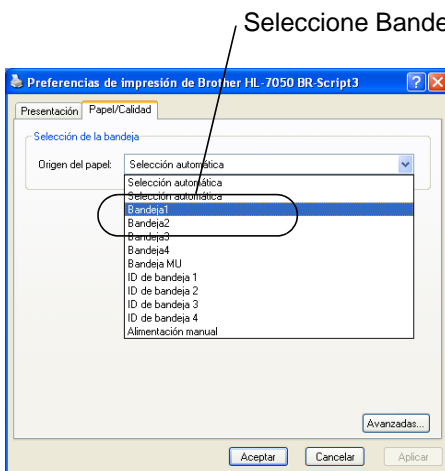 Seleccione Bande
Preferencias de impresión de Brother HL-7050 BR-Script3
Presentación Papel/Calidad
Selección de la bandeja
Origen del papel: Selección automática
Selección automática
Selección automática
Bandeja1
Bandeja2
Bandeja3
Bandeja4
Bandeja MU
ID de bandeja 1
ID de bandeja 2
ID de bandeja 3
ID de bandeja 4
Alimentación manual
Avanzadas...
Aceptar Cancelar Aplicar